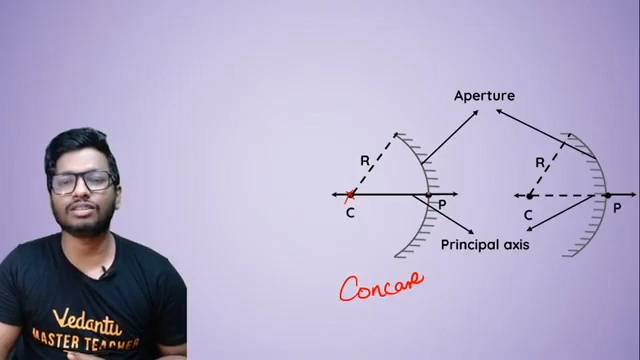 Aperture
R
R
C
P
C
P
Principal axis
Concave
Vedantu
MASTER TEACHER